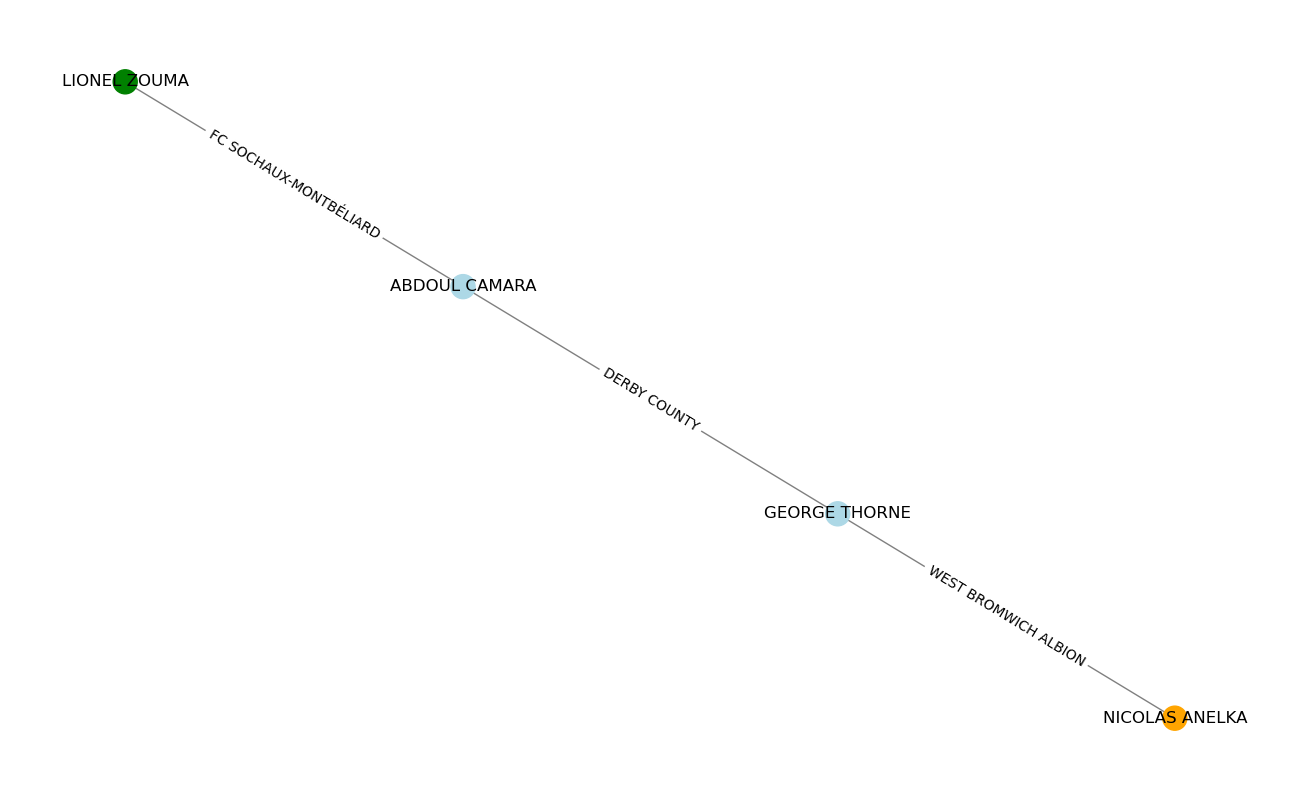 LIONEL ZOUMA
FC SOCHAUX-MONTBÉLIARD
ABDOUL CAMARA
DERBY COUNTY
GEORGE THORNE
WEST BROMWICH ALBION
NICOLAS ANELKA